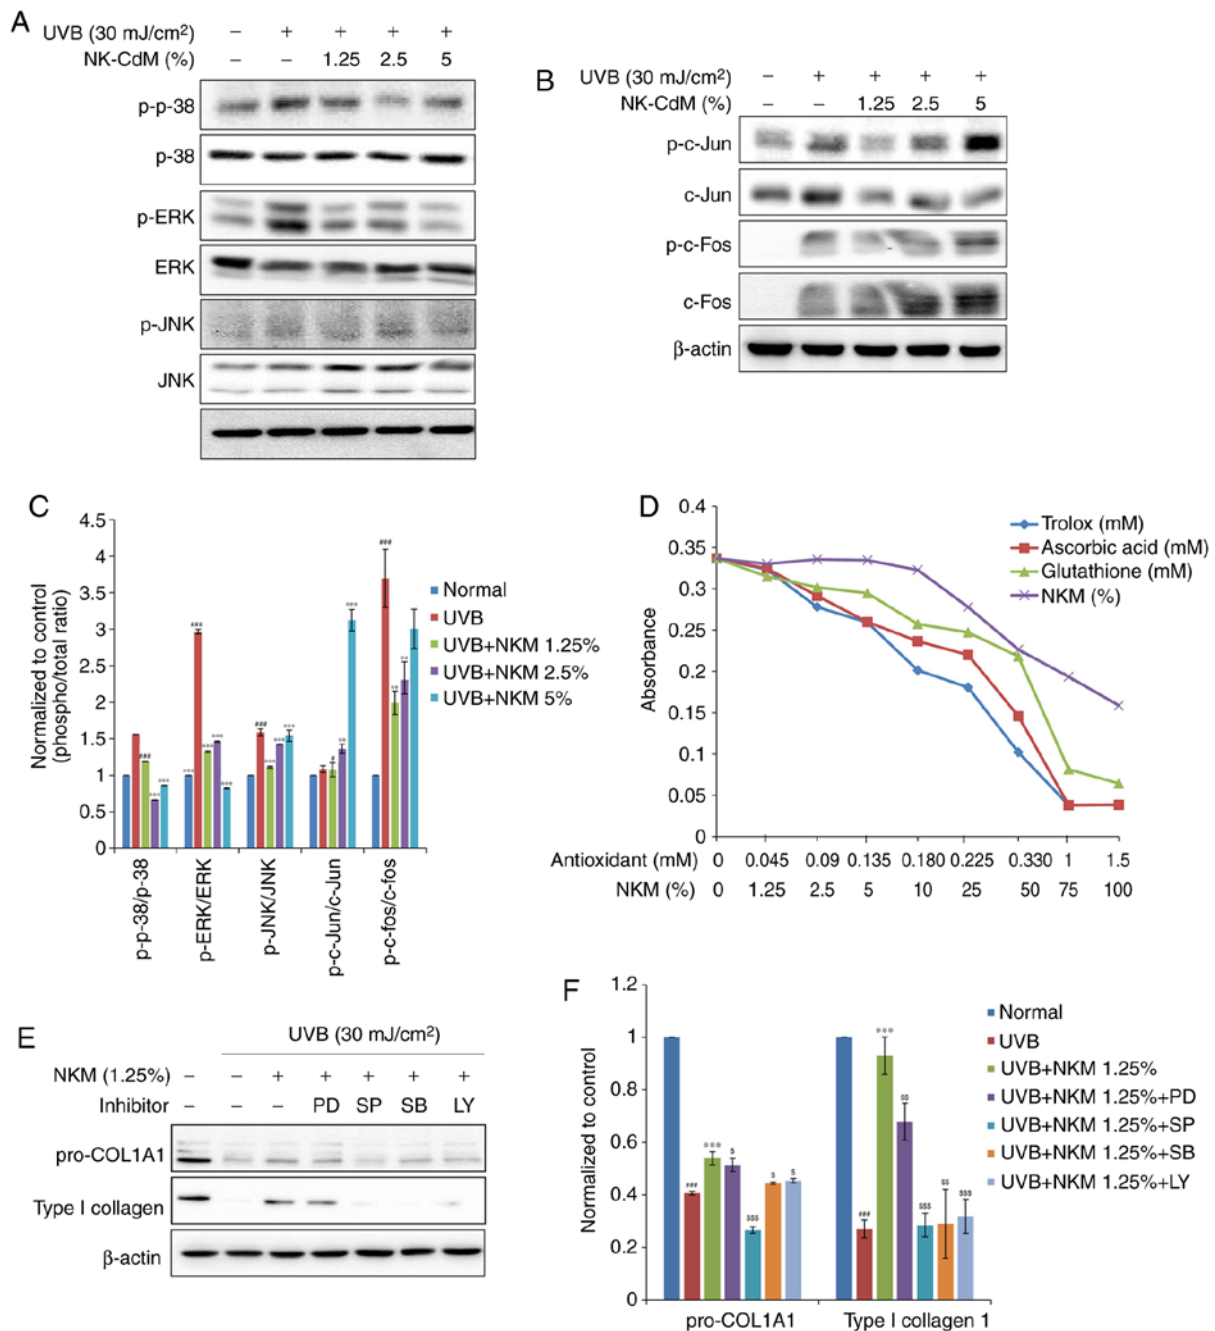 A
UVB (30 mJ/cm²) – + + + +
NK-CdM (%) – – 1.25 2.5 5
p-p-38
p-38
p-ERK
ERK
p-JNK
JNK
B
UVB (30 mJ/cm²) – + + + +
NK-CdM (%) – – 1.25 2.5 5
p-c-Jun
c-Jun
p-c-Fos
c-Fos
β-actin
C
Normalized to control
(phospho/total ratio)
4.5
4
3.5
3
2.5
2
1.5
1
0.5
0
Normal
UVB
UVB+NKM 1.25%
UVB+NKM 2.5%
UVB+NKM 5%
p-p-38/p-38
p-ERK/ERK
p-JNK/JNK
p-c-Jun/c-Jun
p-c-fos/c-fos
D
Absorbance
0.4
0.35
0.3
0.25
0.2
0.15
0.1
0.05
0
Trolox (mM)
Ascorbic acid (mM)
Glutathione (mM)
NKM (%)
Antioxidant (mM) 0 0.045 0.09 0.135 0.180 0.225 0.330 1 1.5
NKM (%) 0 1.25 2.5 5 10 25 50 75 100
E
UVB (30 mJ/cm²)
NKM (1.25%) – – + + + + +
Inhibitor – – – PD SP SB LY
pro-COL1A1
Type I collagen
β-actin
F
Normalized to control
1.2
1
0.8
0.6
0.4
0.2
0
Normal
UVB
UVB+NKM 1.25%
UVB+NKM 1.25%+PD
UVB+NKM 1.25%+SP
UVB+NKM 1.25%+SB
UVB+NKM 1.25%+LY
pro-COL1A1 Type I collagen 1